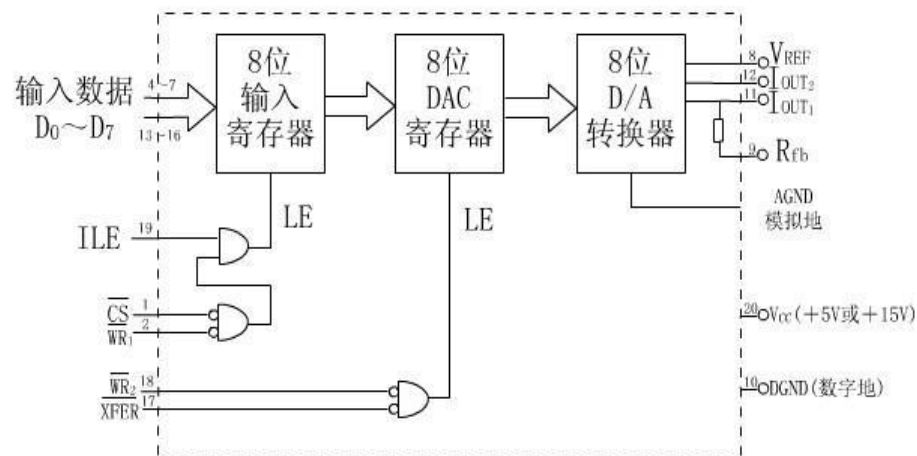 8位
输入
寄存器
8位
DAC
寄存器
8位
D/A
转换器
输入数据
D₀～D₇
4~7
13~16
8 VREF
12 IOUT₂
11 IOUT₁
9 Rfb
AGND
模拟地
LE
LE
ILE 19
CS 1
WR₁ 2
20 Vcc(+5V或+15V)
WR₂ 18
XFER 17
10 DGND(数字地)